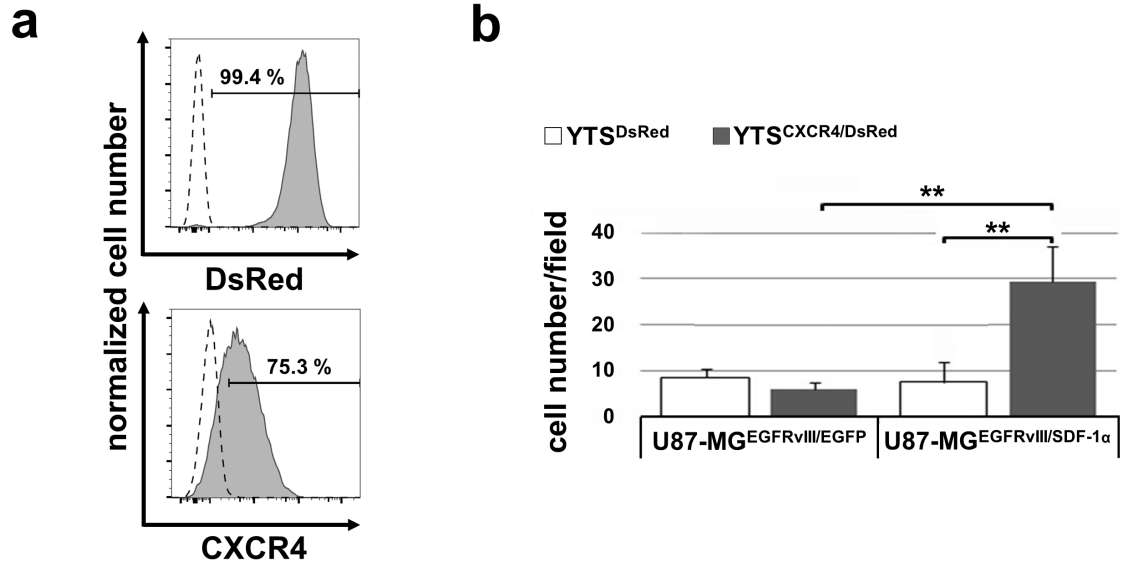 a
99.4 %
DsRed
75.3 %
CXCR4
normalized cell number
b
YTS^DsRed YTS^CXCR4/DsRed
**
**
cell number/field
40
30
20
10
0
U87-MG^EGFRvIII/EGFP U87-MG^EGFRvIII/SDF-1α